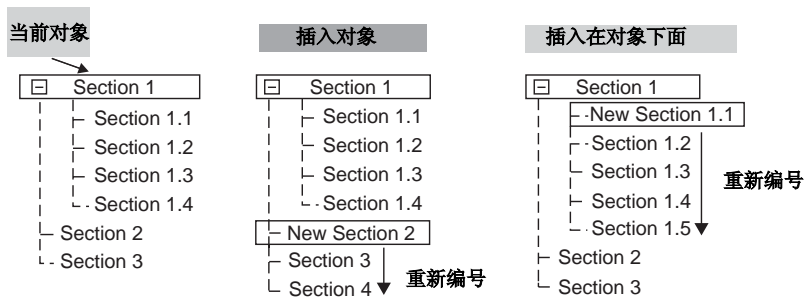 当前对象
Section 1
Section 1.1
Section 1.2
Section 1.3
Section 1.4
Section 2
Section 3
插入对象
Section 1
Section 1.1
Section 1.2
Section 1.3
Section 1.4
New Section 2
Section 3
Section 4
重新编号
插入在对象下面
Section 1
New Section 1.1
Section 1.2
Section 1.3
Section 1.4
Section 1.5
重新编号
Section 2
Section 3